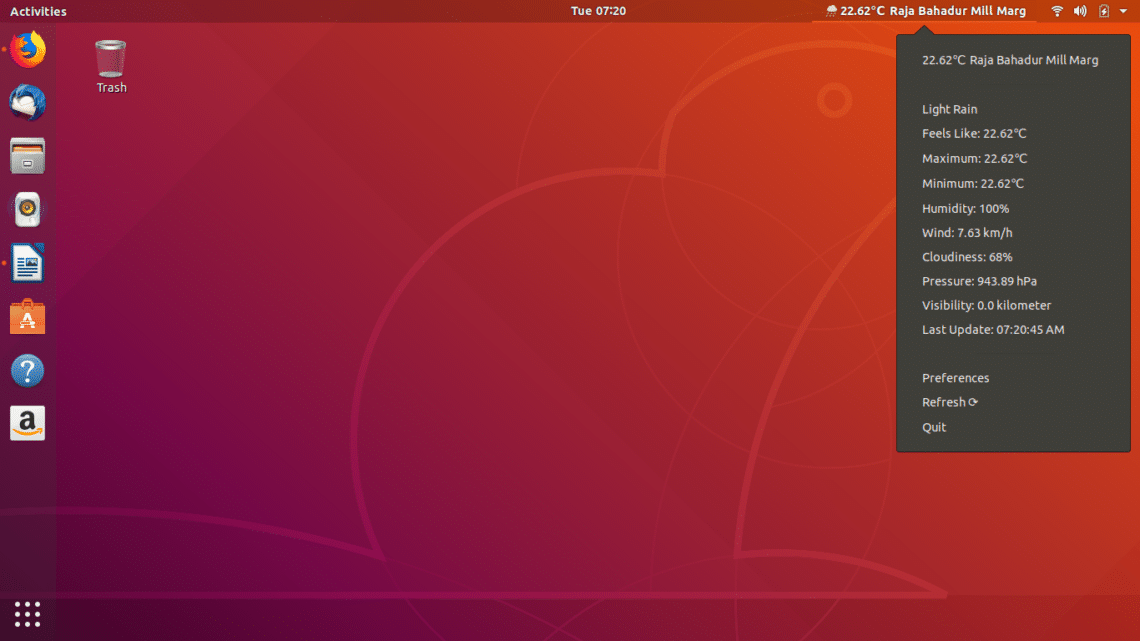 Activities
Tue 07:20
22.62℃ Raja Bahadur Mill Marg
Trash
22.62℃ Raja Bahadur Mill Marg
Light Rain
Feels Like: 22.62℃
Maximum: 22.62℃
Minimum: 22.62℃
Humidity: 100%
Wind: 7.63 km/h
Cloudiness: 68%
Pressure: 943.89 hPa
Visibility: 0.0 kilometer
Last Update: 07:20:45 AM
Preferences
Refresh ⟳
Quit